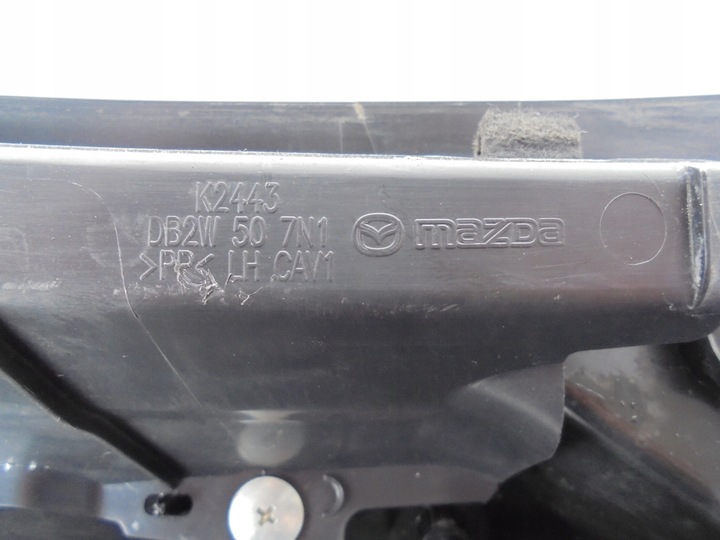 K2443
DB2W 50 7N1 mazda
>PP< LH CAV1